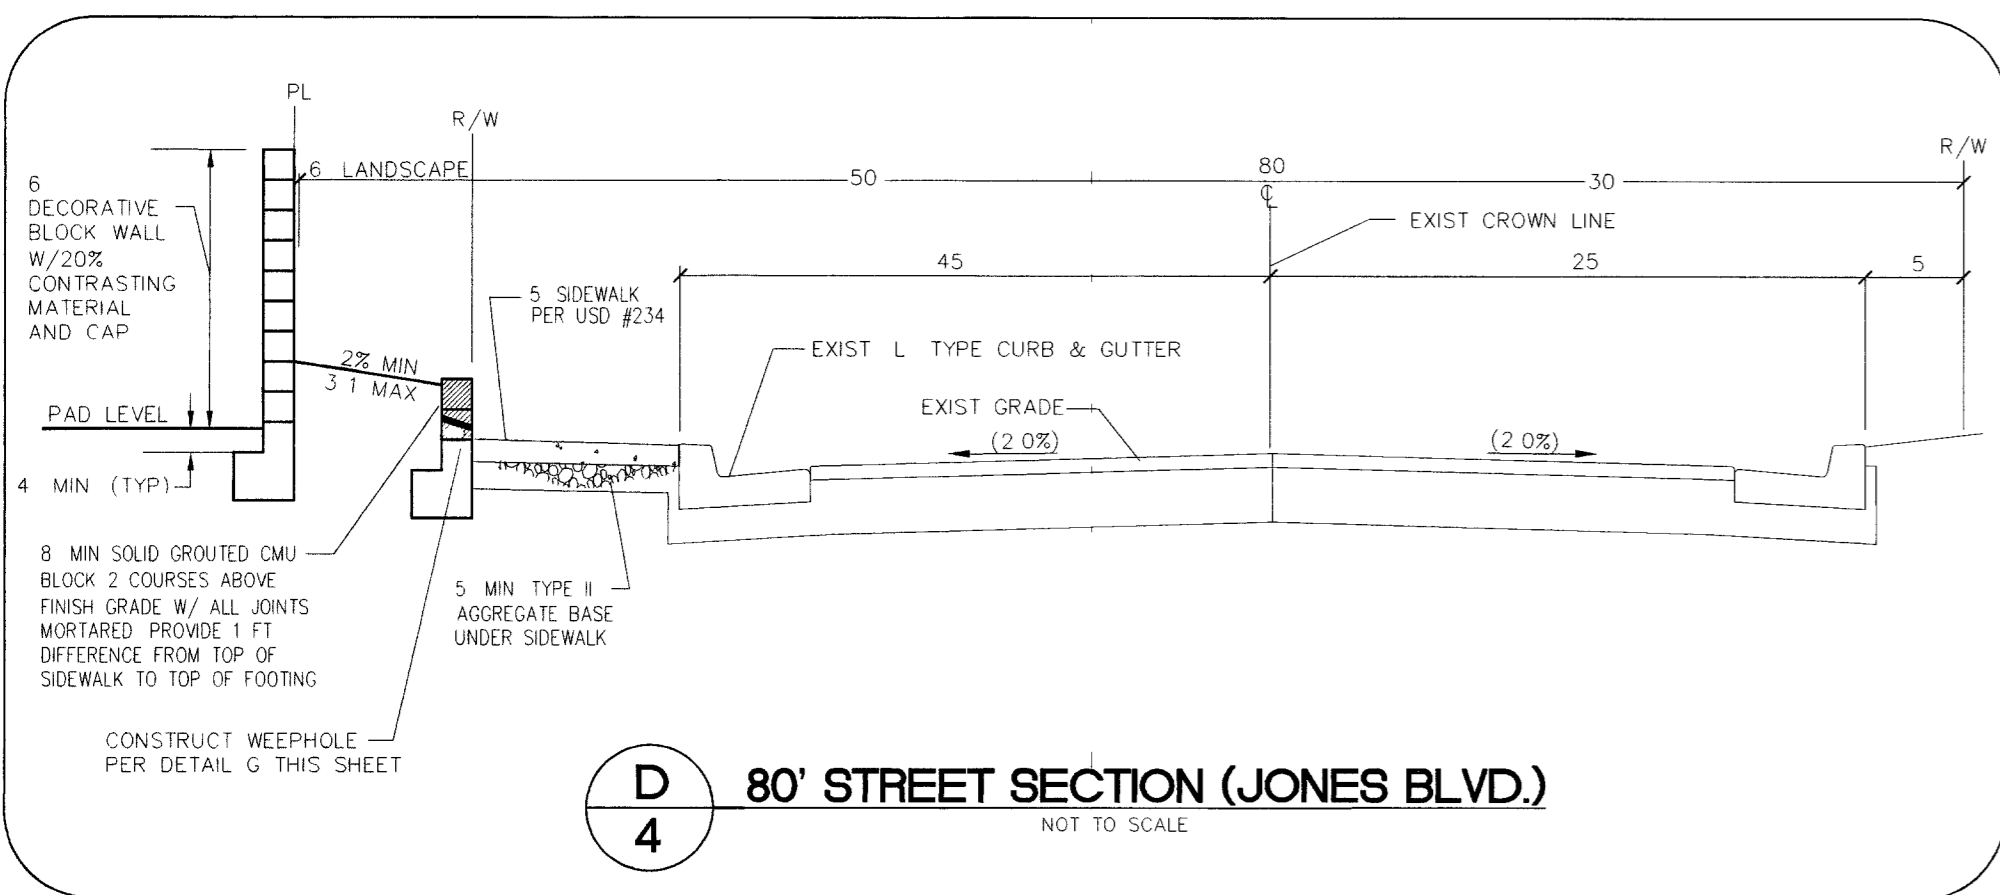 PL
R/W
R/W
6 LANDSCAPE
50
80
30
℄
6
DECORATIVE
BLOCK WALL
W/20%
CONTRASTING
MATERIAL
AND CAP
EXIST CROWN LINE
45
25
5
5 SIDEWALK
PER USD #234
EXIST L TYPE CURB & GUTTER
2% MIN
3 1 MAX
EXIST GRADE
PAD LEVEL
(2 0%)
(2 0%)
4 MIN (TYP)
8 MIN SOLID GROUTED CMU
BLOCK 2 COURSES ABOVE
FINISH GRADE W/ ALL JOINTS
MORTARED PROVIDE 1 FT
DIFFERENCE FROM TOP OF
SIDEWALK TO TOP OF FOOTING
5 MIN TYPE II
AGGREGATE BASE
UNDER SIDEWALK
CONSTRUCT WEEPHOLE
PER DETAIL G THIS SHEET
D
4
80' STREET SECTION (JONES BLVD.)
NOT TO SCALE